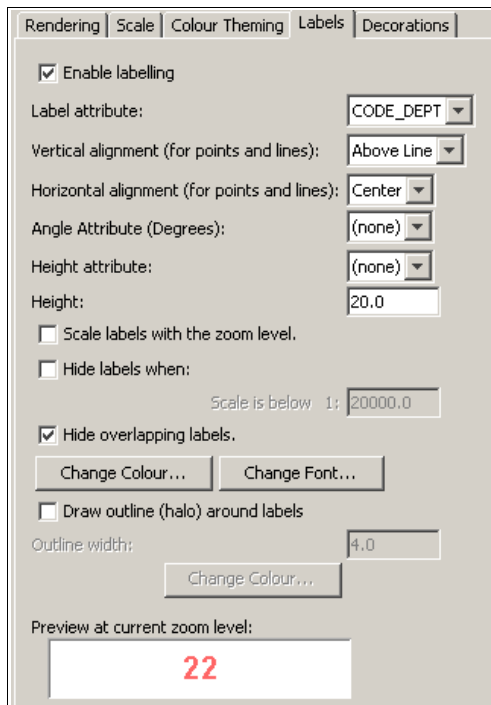 Rendering Scale Colour Theming Labels Decorations
Enable labelling
Label attribute: CODE_DEPT
Vertical alignment (for points and lines): Above Line
Horizontal alignment (for points and lines): Center
Angle Attribute (Degrees): (none)
Height attribute: (none)
Height: 20.0
Scale labels with the zoom level.
Hide labels when:
Scale is below 1: 20000.0
Hide overlapping labels.
Change Colour... Change Font...
Draw outline (halo) around labels
Outline width: 4.0
Change Colour...
Preview at current zoom level:
22